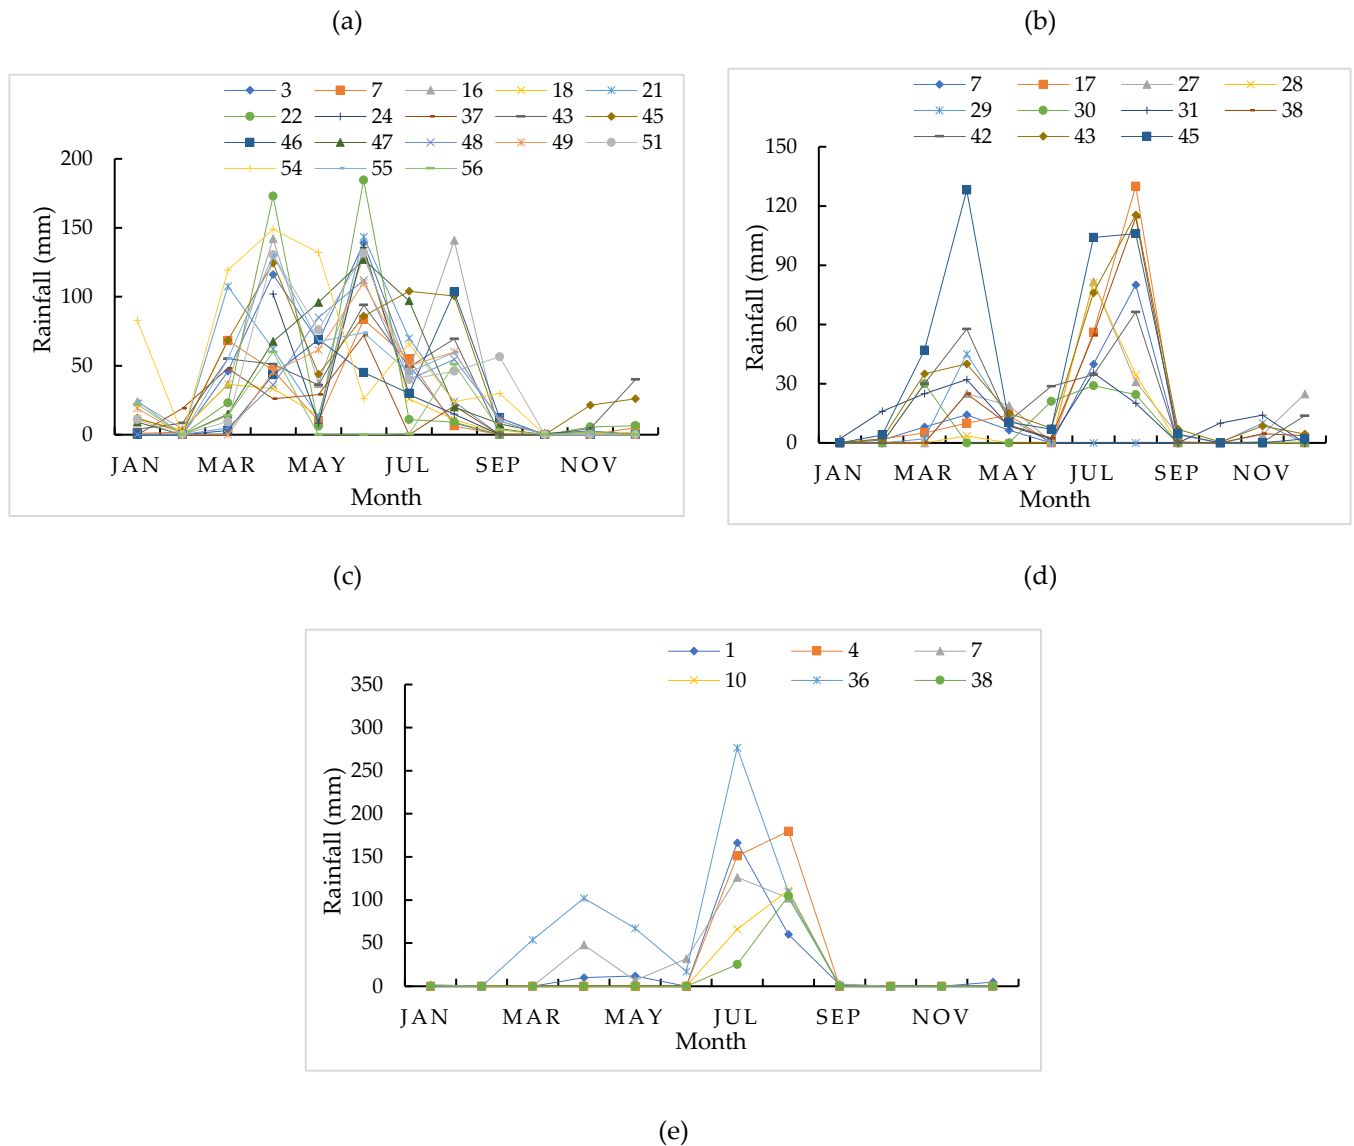 (a)
(b)
3 7 16 18 21
22 24 37 43 45
46 47 48 49 51
54 55 56
200
150
100
50
0
Rainfall (mm)
JAN MAR MAY JUL SEP NOV
Month
7 17 27 28
29 30 31 38
42 43 45
150
120
90
60
30
0
Rainfall (mm)
JAN MAR MAY JUL SEP NOV
Month
(c)
(d)
1 4 7
10 36 38
350
300
250
200
150
100
50
0
Rainfall (mm)
JAN MAR MAY JUL SEP NOV
Month
(e)